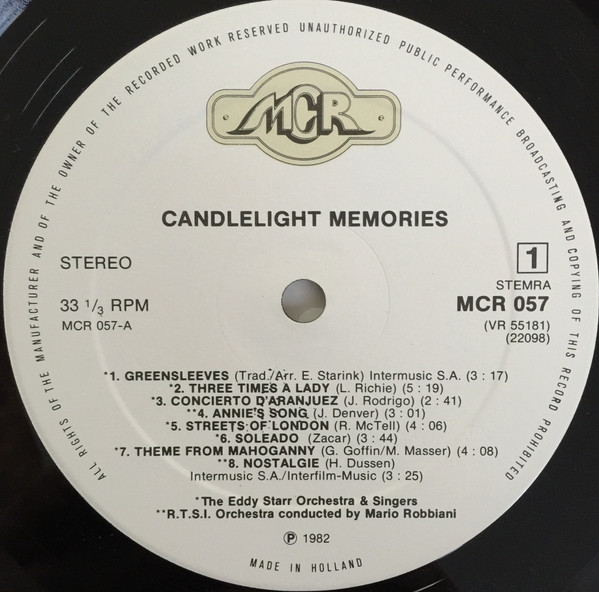 ALL RIGHTS OF THE MANUFACTURER AND OF THE OWNER OF THE RECORDED WORK RESERVED UNAUTHORIZED PUBLIC PERFORMANCE BROADCASTING AND COPYING OF THIS RECORD PROHIBITED
MCR
CANDLELIGHT MEMORIES
STEREO
1
STEMRA
33 1/3 RPM
MCR 057
MCR 057-A
(VR 55181)
(22098)
*1. GREENSLEEVES (Trad./Arr. E. Starink) Intermusic S.A. (3 : 17)
*2. THREE TIMES A LADY (L. Richie) (5 : 19)
*3. CONCIERTO D'ARANJUEZ (J. Rodrigo) (2 : 41)
**4. ANNIE'S SONG (J. Denver) (3 : 01)
*5. STREETS OF LONDON (R. McTell) (4 : 06)
*6. SOLEADO (Zacar) (3 : 44)
*7. THEME FROM MAHOGANNY (G. Goffin/M. Masser) (4 : 08)
**8. NOSTALGIE (H. Dussen)
Intermusic S.A./Interfilm-Music (3 : 25)
*The Eddy Starr Orchestra & Singers
**R.T.S.I. Orchestra conducted by Mario Robbiani
℗ 1982
MADE IN HOLLAND